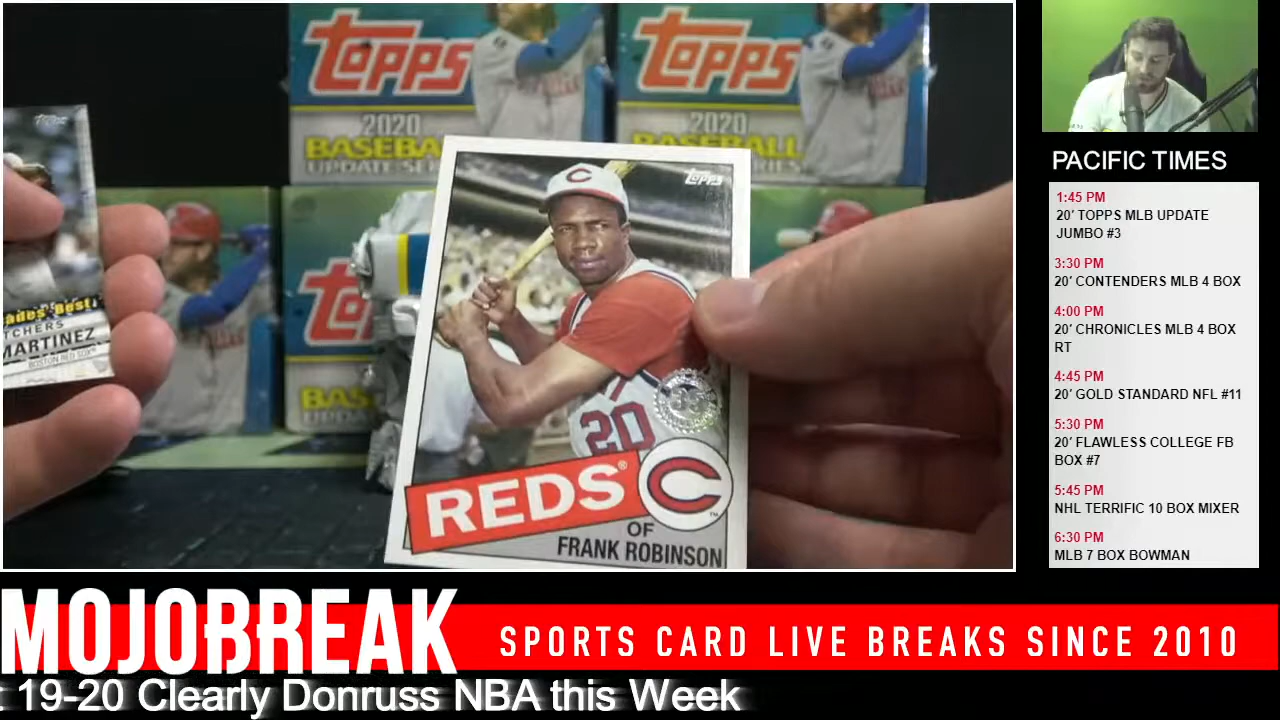 TOPPS
2020
BASEBALL
UPDATE SERIES
TOPPS
2020
BASEBALL
Topps
C
20
REDS®
C
OF
FRANK ROBINSON
MARTINEZ
BOSTON RED SOX
PACIFIC TIMES
1:45 PM
20' TOPPS MLB UPDATE
JUMBO #3
3:30 PM
20' CONTENDERS MLB 4 BOX
4:00 PM
20' CHRONICLES MLB 4 BOX
RT
4:45 PM
20' GOLD STANDARD NFL #11
5:30 PM
20' FLAWLESS COLLEGE FB
BOX #7
5:45 PM
NHL TERRIFIC 10 BOX MIXER
6:30 PM
MLB 7 BOX BOWMAN
MOJOBREAK
SPORTS CARD LIVE BREAKS SINCE 2010
: 19-20 Clearly Donruss NBA this Week